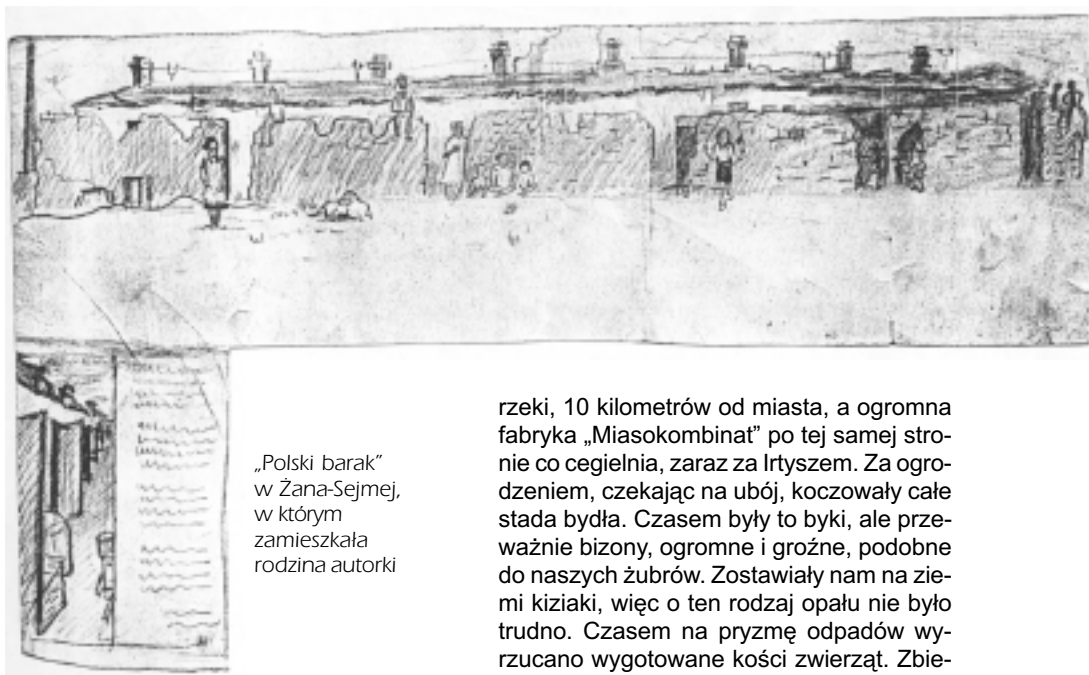 „Polski barak”
w Żana-Sejmej,
w którym
zamieszkała
rodzina autorki
rzeki, 10 kilometrów od miasta, a ogromna
fabryka „Miasokombinat” po tej samej stro-
nie co cegielnia, zaraz za Irtyszem. Za ogro-
dzeniem, czekając na ubój, koczowały całe
stada bydła. Czasem były to byki, ale prze-
ważnie bizony, ogromne i groźne, podobne
do naszych żubrów. Zostawiały nam na zie-
mi kiziaki, więc o ten rodzaj opału nie było
trudno. Czasem na pryzmę odpadów wy-
rzucano wygotowane kości zwierząt. Zbie-